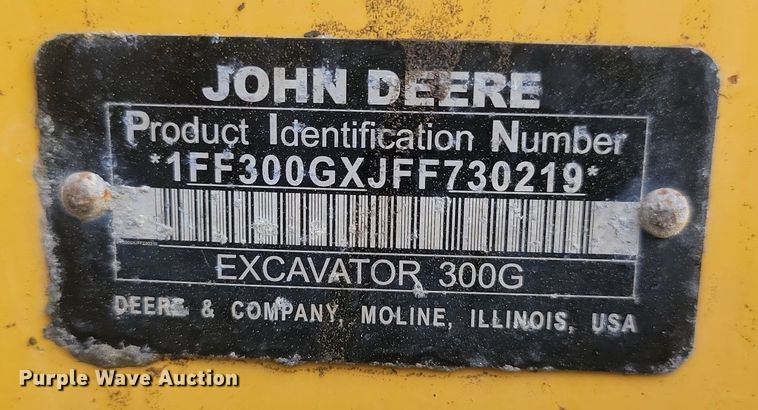 JOHN DEERE
Product Identification Number
*1FF300GXJFF730219*
EXCAVATOR 300G
DEERE & COMPANY, MOLINE, ILLINOIS, USA
Purple Wave Auction